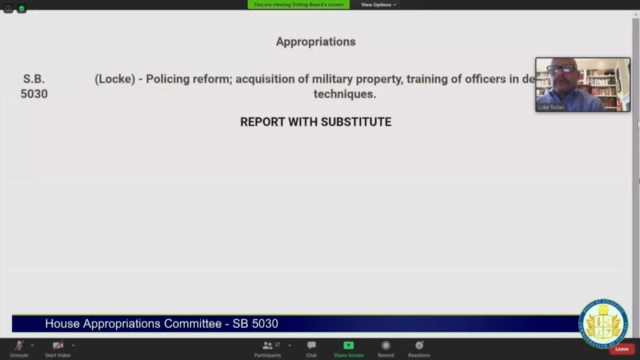 You are viewing Voting Board's screen
View Options
Appropriations
S.B. 5030
(Locke) - Policing reform; acquisition of military property, training of officers in de
techniques.
REPORT WITH SUBSTITUTE
House Appropriations Committee - SB 5030
Unmute
Start Video
Participants
17
Chat
Share Screen
Record
Reactions
Leave